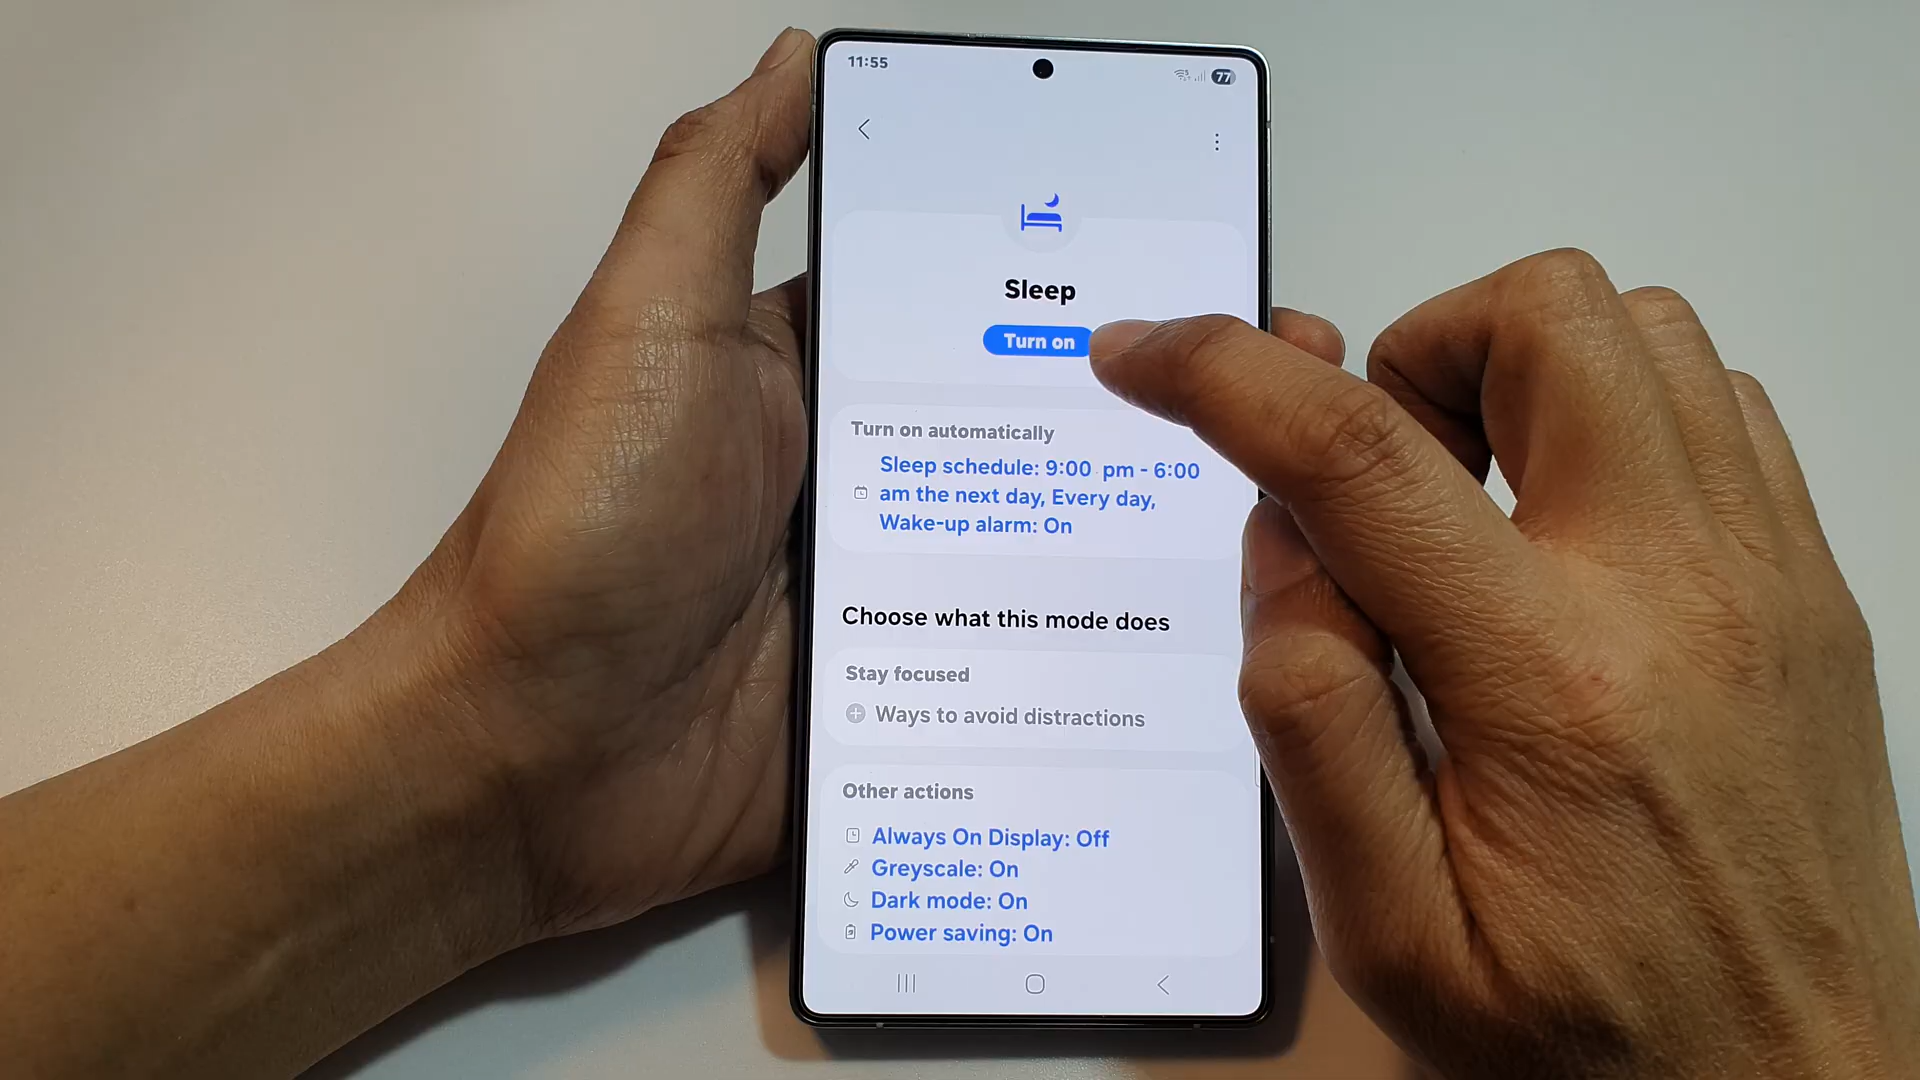 11:55
77
Sleep
Turn on
Turn on automatically
Sleep schedule: 9:00 pm - 6:00
am the next day, Every day,
Wake-up alarm: On
Choose what this mode does
Stay focused
Ways to avoid distractions
Other actions
Always On Display: Off
Greyscale: On
Dark mode: On
Power saving: On